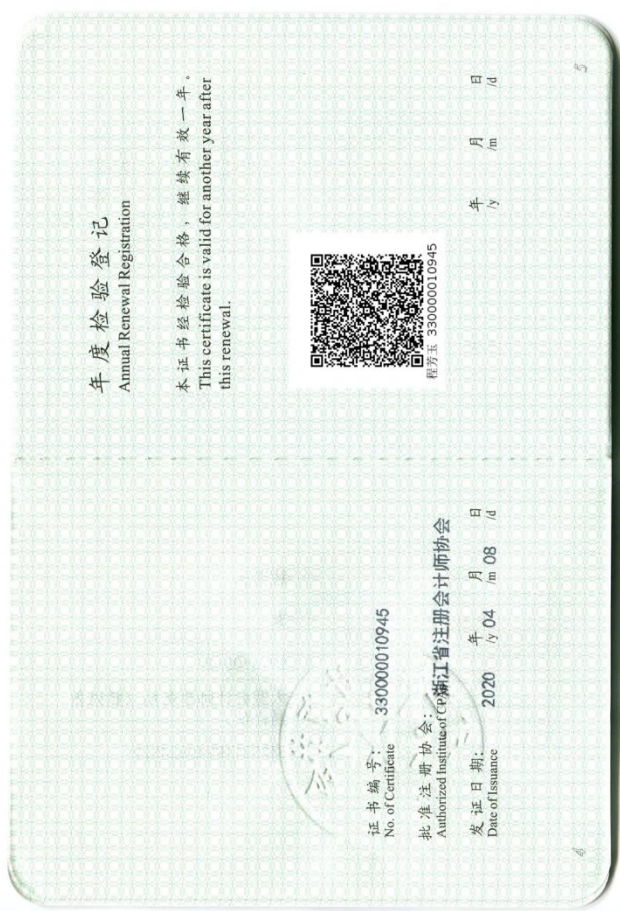 证书编号: 330000010945
No. of Certificate
批准注册协会: 浙江省注册会计师协会
Authorized Institute of CP
发证日期: 2020 年 04 月 08 日
Date of Issuance /y /m /d
4
年度检验登记
Annual Renewal Registration
本证书经检验合格，继续有效一年。
This certificate is valid for another year after
this renewal.
程芳玉 330000010945
年 月 日
/y /m /d
5